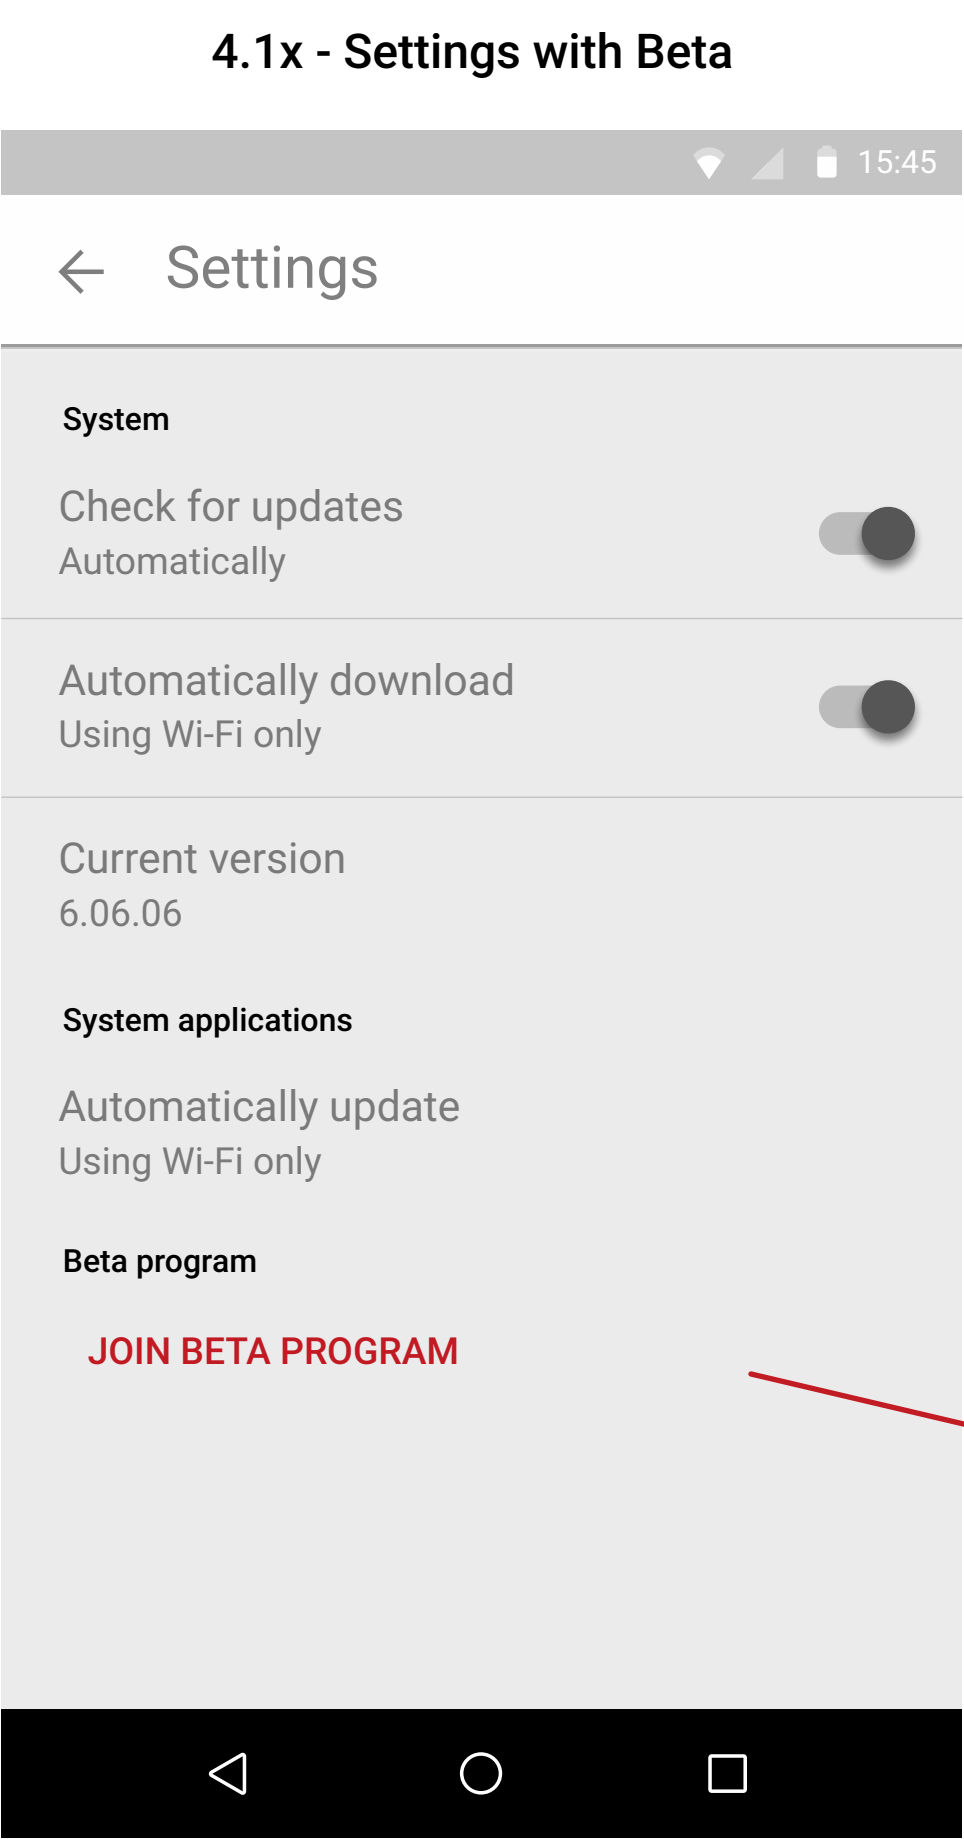 4.1x - Settings with Beta
15:45
Settings
System
Check for updates
Automatically
Automatically download
Using Wi-Fi only
Current version
6.06.06
System applications
Automatically update
Using Wi-Fi only
Beta program
JOIN BETA PROGRAM